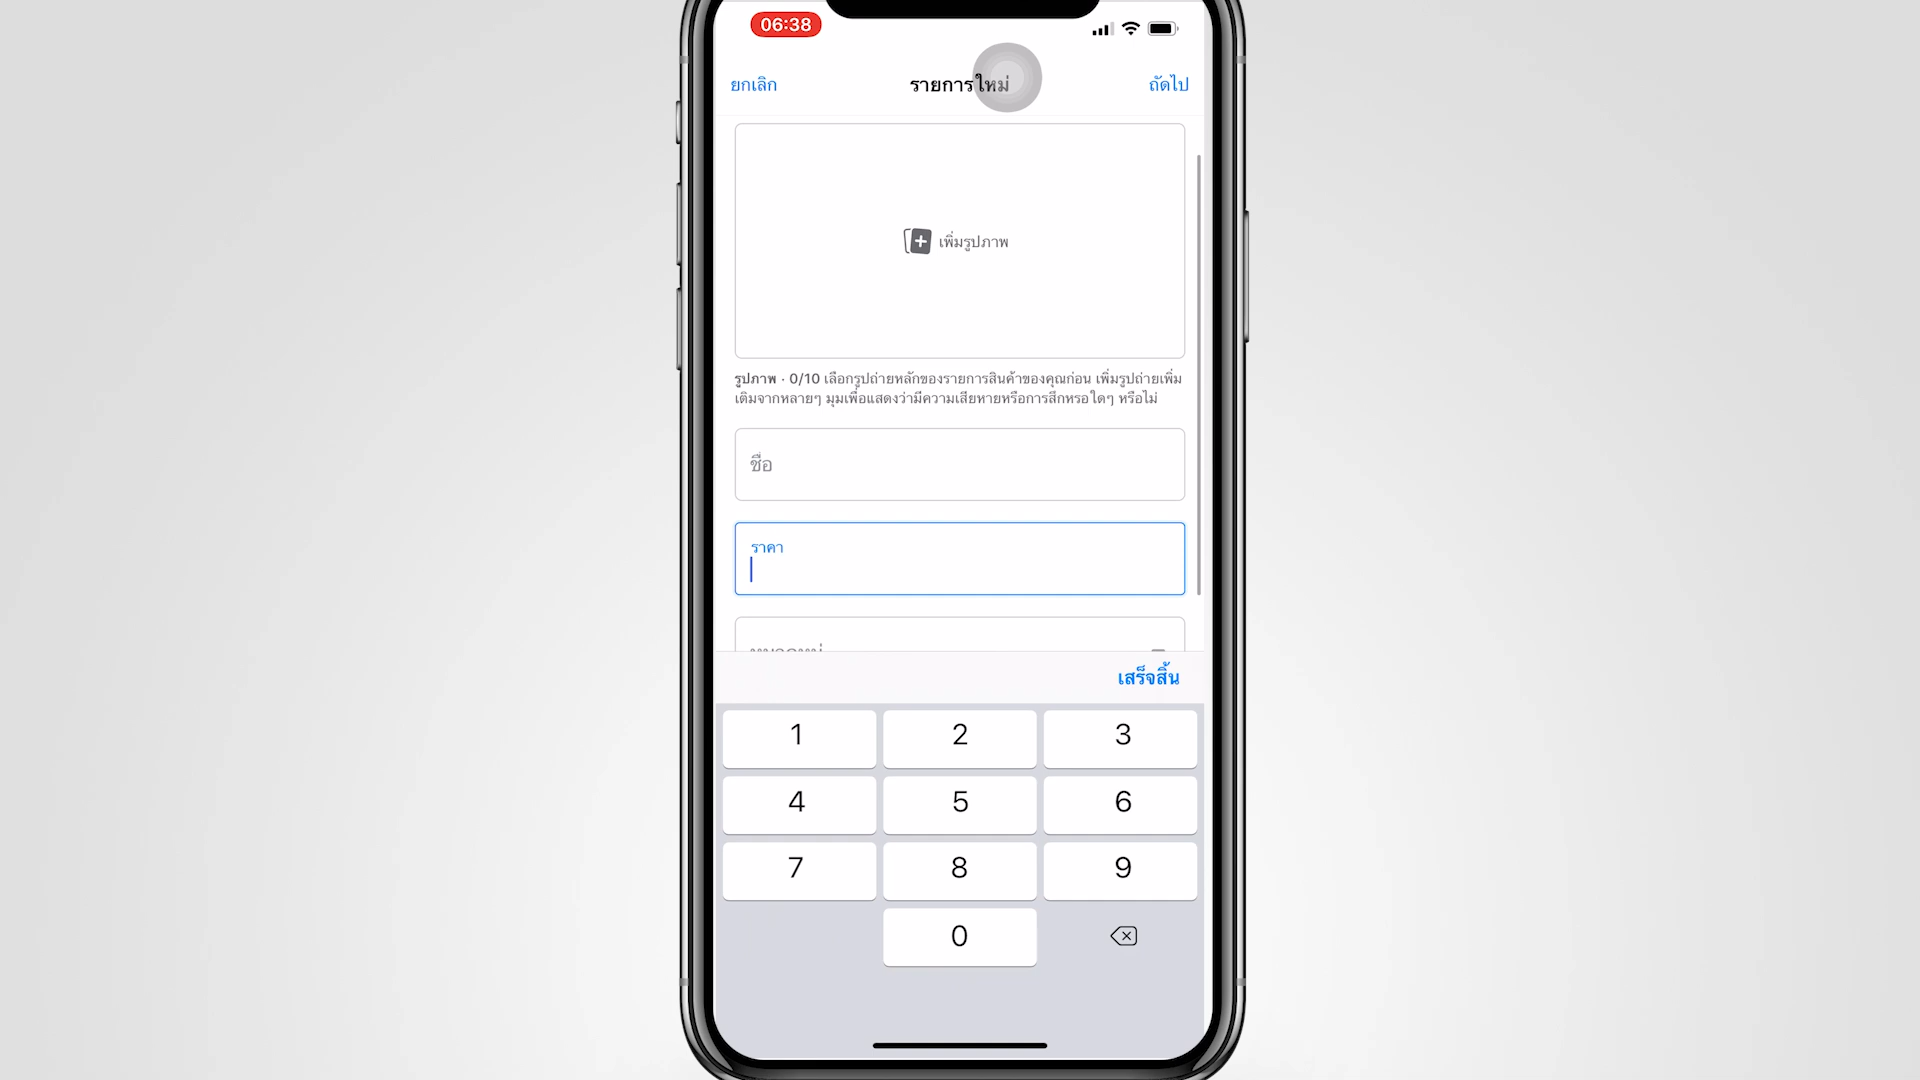 06:38
ยกเลิก รายการใหม่ ถัดไป
เพิ่มรูปภาพ
รูปภาพ · 0/10 เลือกรูปถ่ายหลักของรายการสินค้าของคุณก่อน เพิ่มรูปถ่ายเพิ่ม
เติมจากหลายๆ มุมเพื่อแสดงว่ามีความเสียหายหรือการสึกหรอใดๆ หรือไม่
ชื่อ
ราคา
เสร็จสิ้น
1 2 3
4 5 6
7 8 9
0